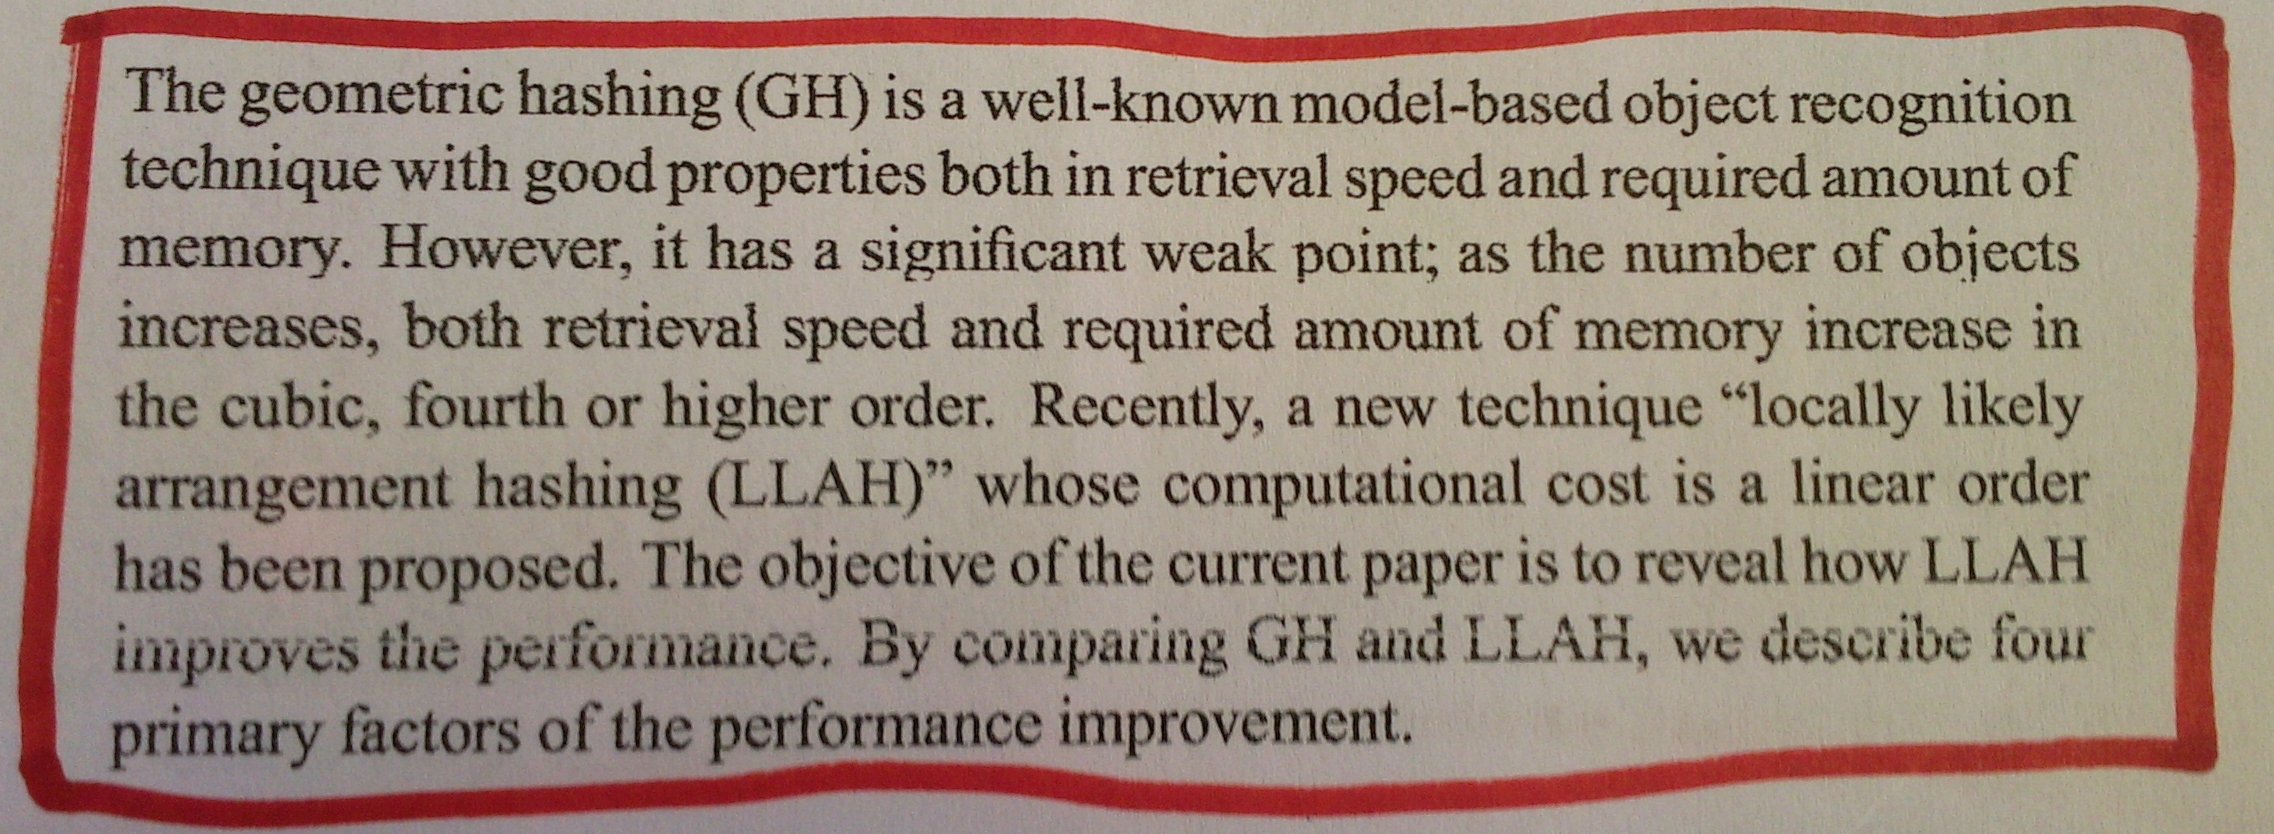 The geometric hashing (GH) is a well-known model-based object recognition
technique with good properties both in retrieval speed and required amount of
memory. However, it has a significant weak point; as the number of objects
increases, both retrieval speed and required amount of memory increase in
the cubic, fourth or higher order. Recently, a new technique “locally likely
arrangement hashing (LLAH)” whose computational cost is a linear order
has been proposed. The objective of the current paper is to reveal how LLAH
improves the performance. By comparing GH and LLAH, we describe four
primary factors of the performance improvement.